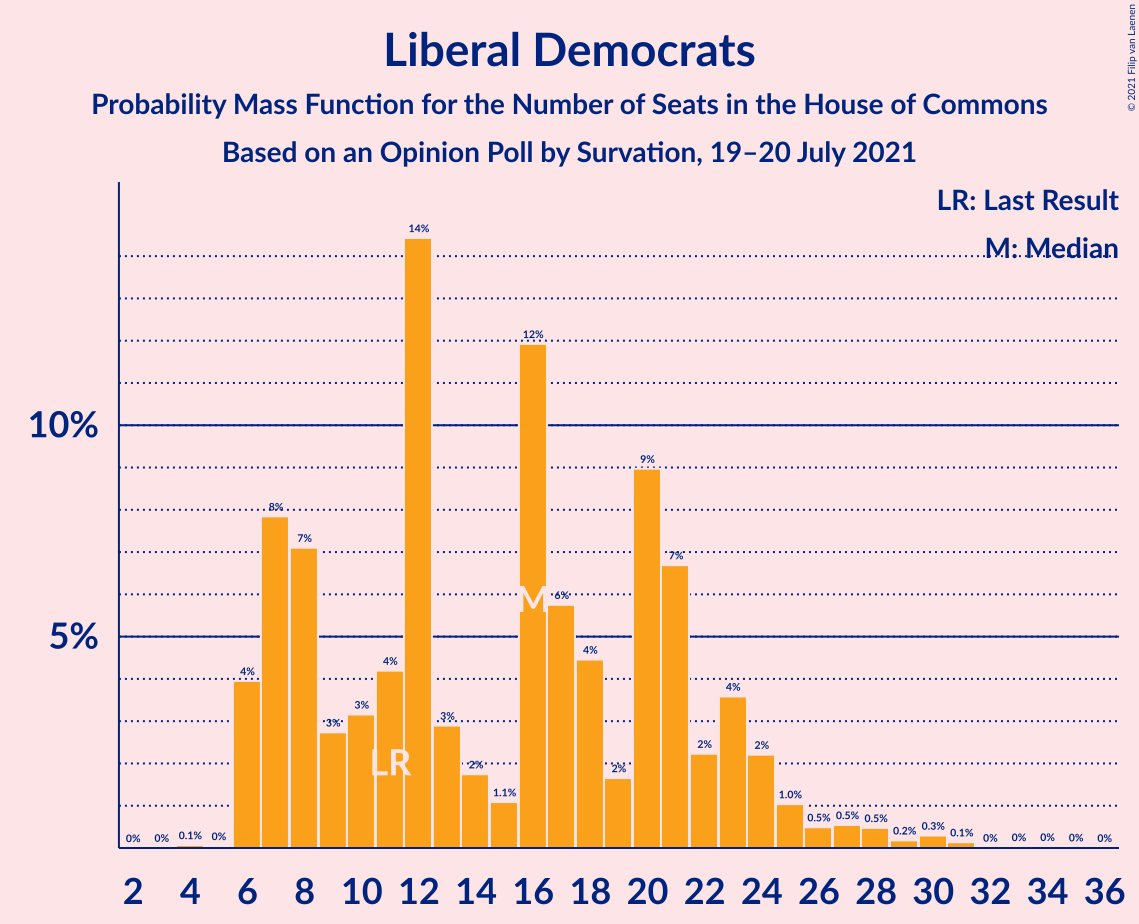 Liberal Democrats
Probability Mass Function for the Number of Seats in the House of Commons
Based on an Opinion Poll by Survation, 19–20 July 2021
© 2021 Filip van Laenen
LR: Last Result
M: Median
10%
5%
0% 0% 0.1% 0% 4% 8% 7% 3% 3% 4% 14% 3% 2% 1.1% 12% 6% 4% 2% 9% 7% 2% 4% 2% 1.0% 0.5% 0.5% 0.5% 0.2% 0.3% 0.1% 0% 0% 0% 0% 0%
M
LR
2 4 6 8 10 12 14 16 18 20 22 24 26 28 30 32 34 36